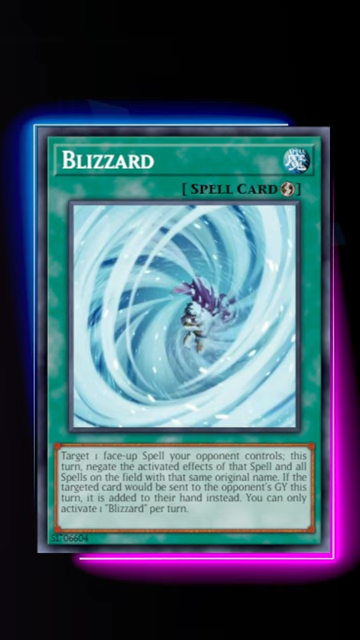 BLIZZARD
[SPELL CARD]
Target 1 face-up Spell your opponent controls; this
turn, negate the activated effects of that Spell and all
Spells on the field with that same original name. If the
targeted card would be sent to the opponent's GY this
turn, it is added to their hand instead. You can only
activate 1 "Blizzard" per turn.